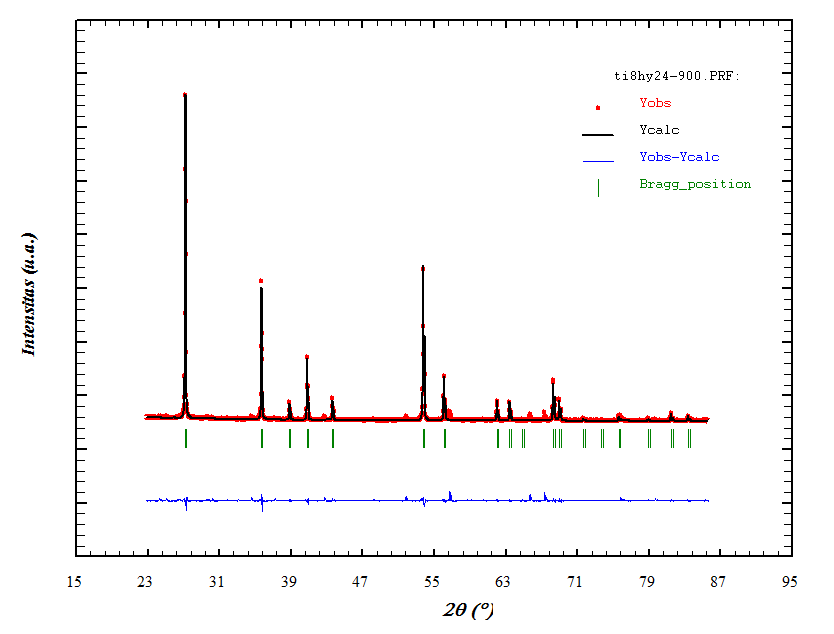 ti8hy24-900.PRF:
Yobs
Ycalc
Yobs-Ycalc
Bragg_position
Intensitas (u.a.)
15 23 31 39 47 55 63 71 79 87 95
2θ (°)